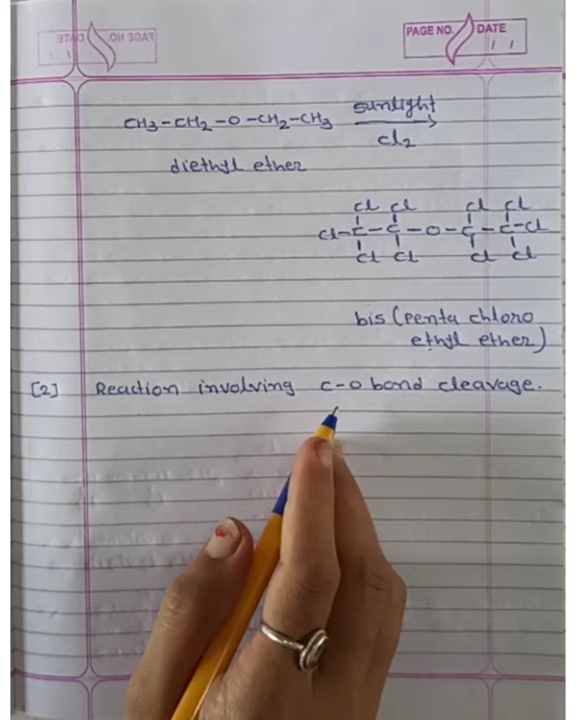 PAGE NO. DATE
/ /
CH3-CH2-O-CH2-CH3 sunlight
Cl2
diethyl ether
Cl Cl Cl Cl
Cl-C-C-O-C-C-Cl
Cl Cl Cl Cl
bis (penta chloro
ethyl ether)
[2] Reaction involving C-O bond cleavage.